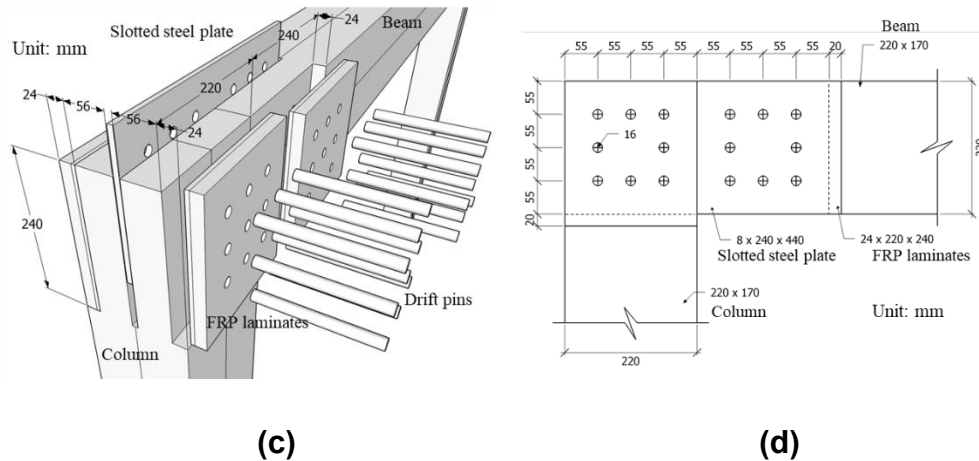 Slotted steel plate
Beam
Unit: mm
24
240
220
24
56
56
24
240
Drift pins
FRP laminates
Column
(c)
Beam
55 55 55 55 55 55 55 55 20
220 x 170
55
55
55
20
16
220
8 x 240 x 440
Slotted steel plate
24 x 220 x 240
FRP laminates
220 x 170
Column
Unit: mm
220
(d)